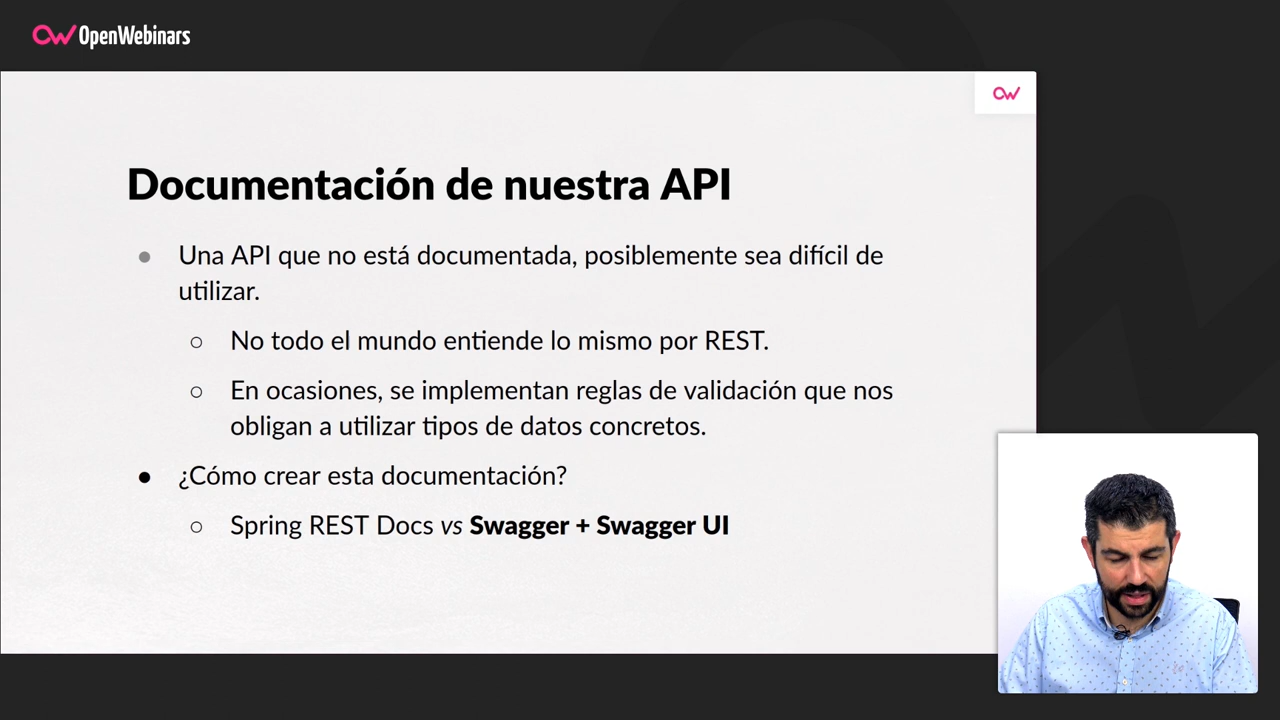 OpenWebinars
Documentación de nuestra API
● Una API que no está documentada, posiblemente sea difícil de
utilizar.
○ No todo el mundo entiende lo mismo por REST.
○ En ocasiones, se implementan reglas de validación que nos
obligan a utilizar tipos de datos concretos.
● ¿Cómo crear esta documentación?
○ Spring REST Docs vs Swagger + Swagger UI